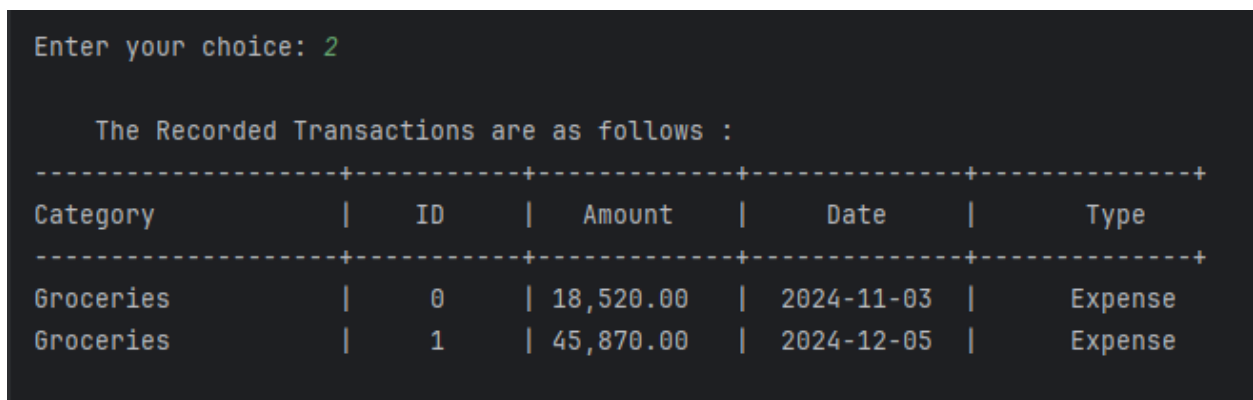 Enter your choice: 2
The Recorded Transactions are as follows :
--------------------+-----------+-------------+--------------+--------------+
Category            |    ID     |   Amount    |     Date     |       Type
--------------------+-----------+-------------+--------------+--------------+
Groceries           |     0     | 18,520.00   |  2024-11-03  |      Expense
Groceries           |     1     | 45,870.00   |  2024-12-05  |      Expense